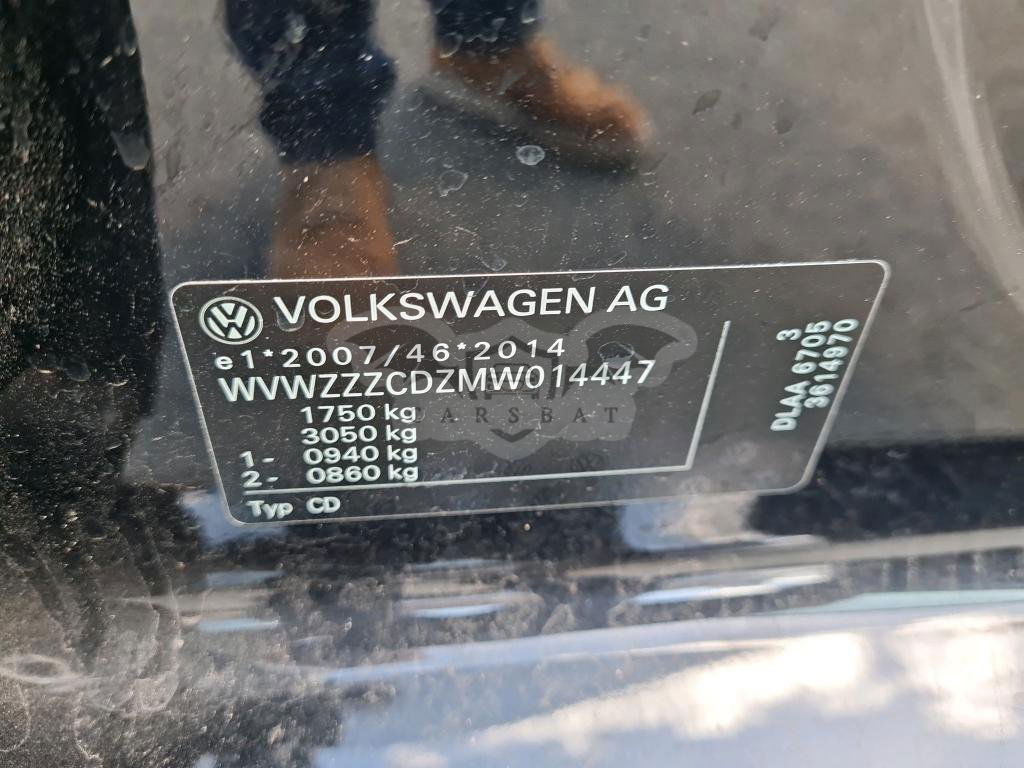 VOLKSWAGEN AG
e1*2007/46*2014
WVWZZZCDZMW014447
1750 kg
3050 kg
1- 0940 kg
2- 0860 kg
Typ CD
3
DLAA 6705
3614970
CARSBAT